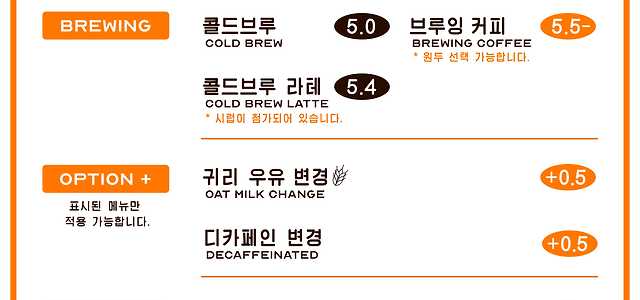 BREWING
콜드브루 5.0
COLD BREW
브루잉 커피 5.5~
BREWING COFFEE
* 원두 선택 가능합니다.
콜드브루 라테 5.4
COLD BREW LATTE
* 시럽이 첨가되어 있습니다.
OPTION +
표시된 메뉴만
적용 가능합니다.
귀리 우유 변경 +0.5
OAT MILK CHANGE
디카페인 변경 +0.5
DECAFFEINATED